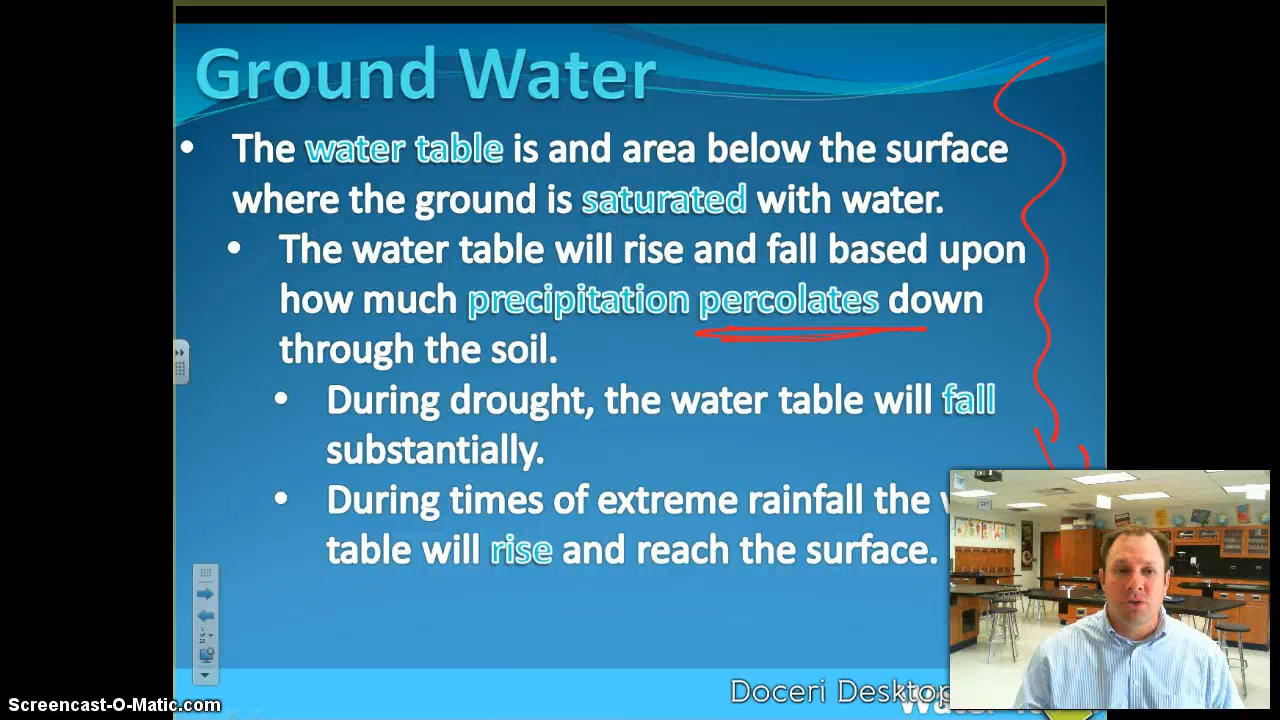 Ground Water
• The water table is and area below the surface
where the ground is saturated with water.
• The water table will rise and fall based upon
how much precipitation percolates down
through the soil.
• During drought, the water table will fall
substantially.
• During times of extreme rainfall the
table will rise and reach the surface.
Doceri Desktop
Screencast-O-Matic.com